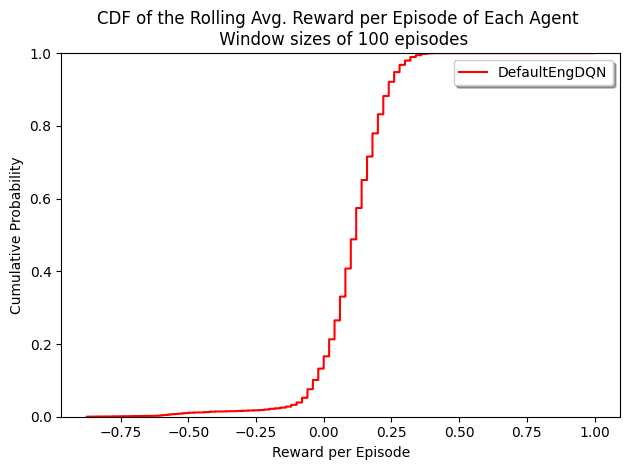 CDF of the Rolling Avg. Reward per Episode of Each Agent
Window sizes of 100 episodes
DefaultEngDQN
1.0
0.8
0.6
0.4
0.2
0.0
Cumulative Probability
−0.75 −0.50 −0.25 0.00 0.25 0.50 0.75 1.00
Reward per Episode